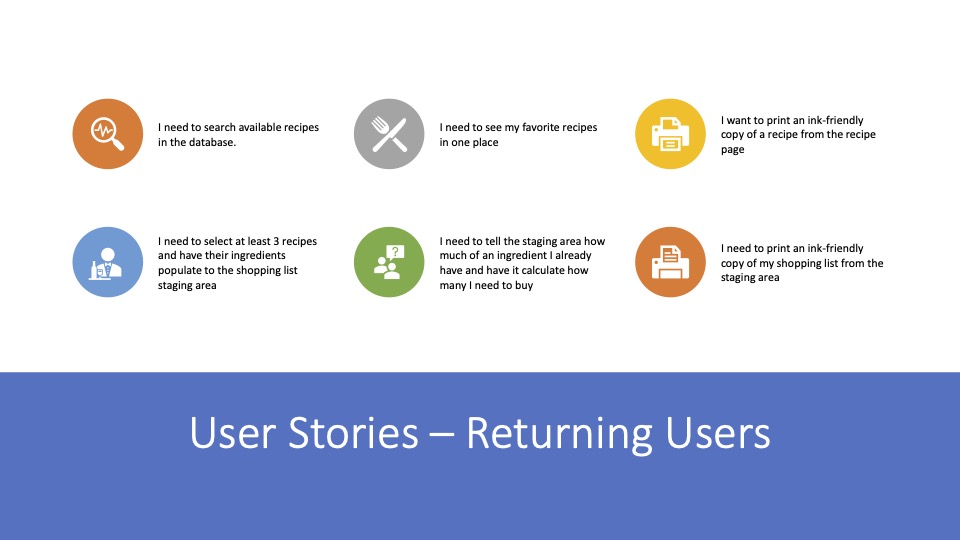 I need to search available recipes
in the database.
I need to see my favorite recipes
in one place
I want to print an ink-friendly
copy of a recipe from the recipe
page
I need to select at least 3 recipes
and have their ingredients
populate to the shopping list
staging area
I need to tell the staging area how
much of an ingredient I already
have and have it calculate how
many I need to buy
I need to print an ink-friendly
copy of my shopping list from the
staging area
User Stories – Returning Users